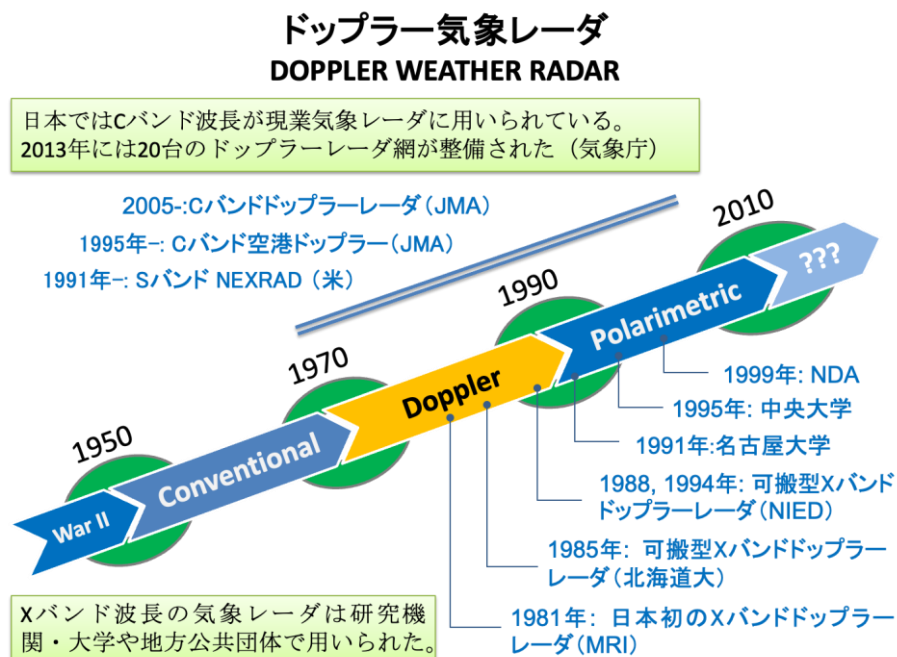 ドップラー気象レーダ
DOPPLER WEATHER RADAR
日本ではCバンド波長が現業気象レーダに用いられている。
2013年には20台のドップラーレーダ網が整備された（気象庁）
2005-:Cバンドドップラーレーダ（JMA）
1995年-: Cバンド空港ドップラー（JMA）
1991年-: Sバンド NEXRAD （米）
1950
1970
1990
2010
War II
Conventional
Doppler
Polarimetric
???
1999年: NDA
1995年: 中央大学
1991年:名古屋大学
1988, 1994年: 可搬型Xバンド
ドップラーレーダ（NIED）
1985年: 可搬型Xバンドドップラー
レーダ（北海道大）
1981年: 日本初のXバンドドップラー
レーダ（MRI）
Xバンド波長の気象レーダは研究機
関・大学や地方公共団体で用いられた。